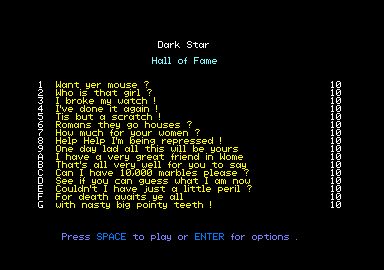 Dark Star
Hall of Fame
1 Want yer mouse ? 10
2 Who is that girl ? 10
3 I broke my watch ! 10
4 I've done it again ! 10
5 Tis but a scratch ! 10
6 Romans they go houses ? 10
7 How much for your women ? 10
8 Help Help I'm being repressed ! 10
9 One day lad all this will be yours 10
A I have a very great friend in Wome 10
B That's all very well for you to say 10
C Can I have 10,000 marbles please ? 10
D See if you can guess what I am now 10
E Couldn't I have just a little peril ? 10
F For death awaits ye all 10
G with nasty big pointy teeth ! 10
Press SPACE to play or ENTER for options .